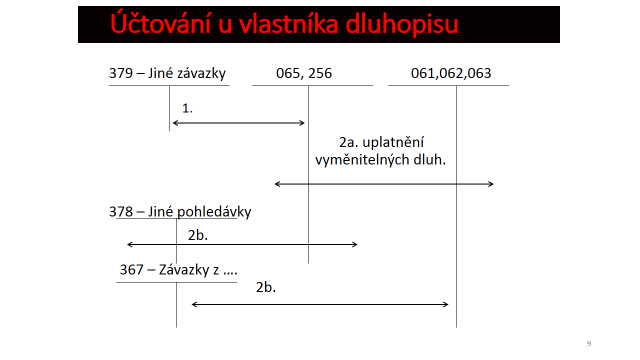 Účtování u vlastníka dluhopisu
379 – Jiné závazky
065, 256
061,062,063
1.
2a. uplatnění
vyměnitelných dluh.
378 – Jiné pohledávky
2b.
367 – Závazky z ….
2b.
9